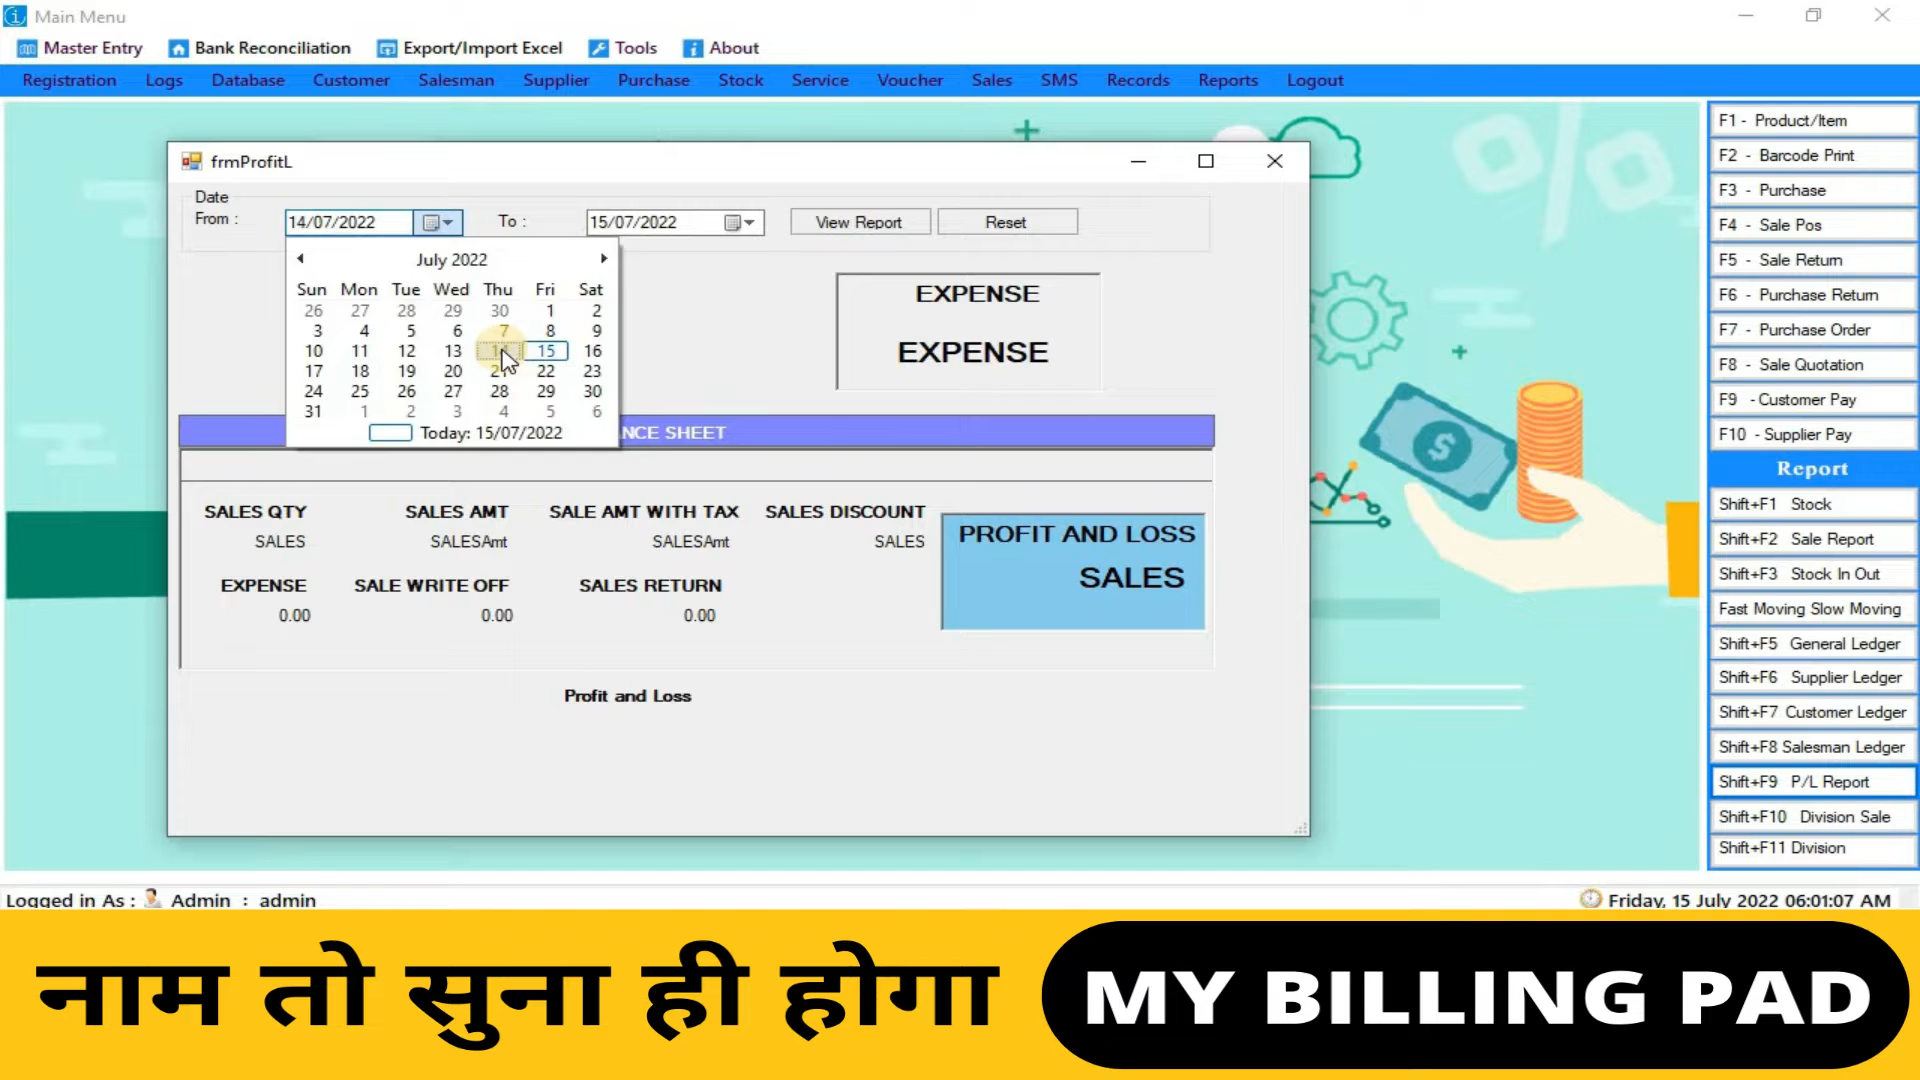 Main Menu
Master Entry Bank Reconciliation Export/Import Excel Tools About
Registration Logs Database Customer Salesman Supplier Purchase Stock Service Voucher Sales SMS Records Reports Logout
frmProfitL
Date
From : 14/07/2022 To : 15/07/2022 View Report Reset
July 2022
Sun Mon Tue Wed Thu Fri Sat
26 27 28 29 30 1 2
3 4 5 6 7 8 9
10 11 12 13 14 15 16
17 18 19 20 21 22 23
24 25 26 27 28 29 30
31 1 2 3 4 5 6
Today: 15/07/2022
EXPENSE
EXPENSE
NCE SHEET
SALES QTY SALES AMT SALE AMT WITH TAX SALES DISCOUNT
SALES SALESAmt SALESAmt SALES
EXPENSE SALE WRITE OFF SALES RETURN
0.00 0.00 0.00
PROFIT AND LOSS
SALES
Profit and Loss
F1 - Product/Item
F2 - Barcode Print
F3 - Purchase
F4 - Sale Pos
F5 - Sale Return
F6 - Purchase Return
F7 - Purchase Order
F8 - Sale Quotation
F9 - Customer Pay
F10 - Supplier Pay
Report
Shift+F1 Stock
Shift+F2 Sale Report
Shift+F3 Stock In Out
Fast Moving Slow Moving
Shift+F5 General Ledger
Shift+F6 Supplier Ledger
Shift+F7 Customer Ledger
Shift+F8 Salesman Ledger
Shift+F9 P/L Report
Shift+F10 Division Sale
Shift+F11 Division
Logged in As : Admin : admin
Friday, 15 July 2022 06:01:07 AM
नाम तो सुना ही होगा MY BILLING PAD